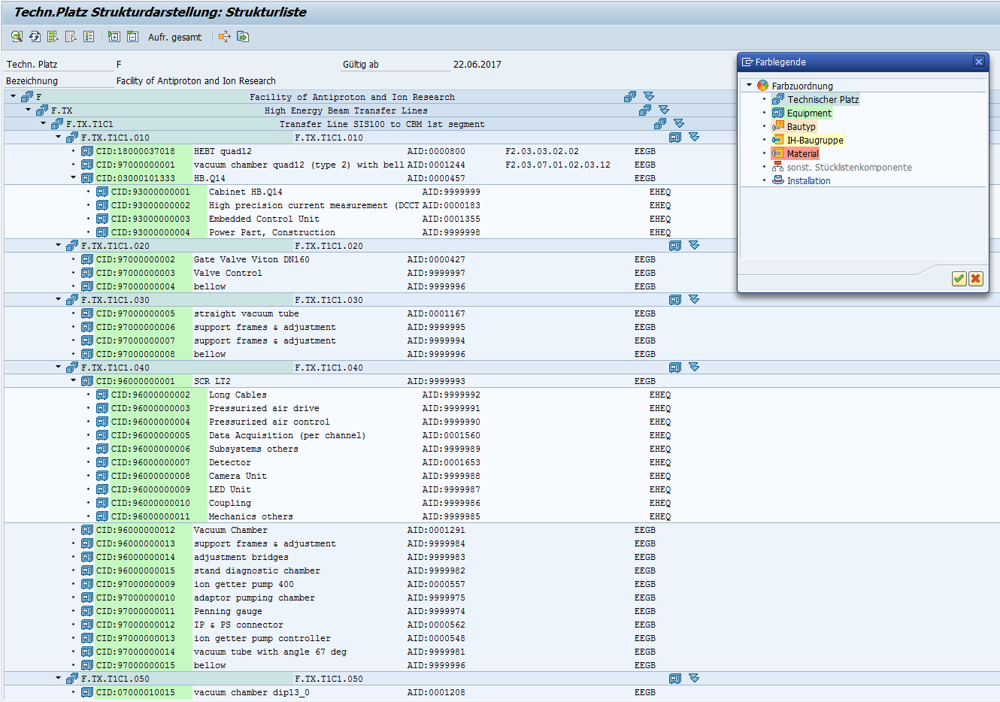 Techn.Platz Strukturdarstellung: Strukturliste
Aufr. gesamt
Techn. Platz F Gültig ab 22.06.2017
Bezeichnung Facility of Antiproton and Ion Research
F Facility of Antiproton and Ion Research
F.TX High Energy Beam Transfer Lines
F.TX.T1C1 Transfer Line SIS100 to CBM 1st segment
F.TX.T1C1.010 F.TX.T1C1.010
CID:18000037018 HEBT quad12 AID:0000800 F2.03.03.02.02 EEGB
CID:97000000001 vacuum chamber quad12 (type 2) with bell AID:0001244 F2.03.07.01.02.03.12 EEGB
CID:03000101333 HB.Q14 AID:0000457 EEGB
CID:93000000001 Cabinet HB.Q14 AID:9999999 EHEQ
CID:93000000002 High precision current measurement (DCCT AID:0000183 EHEQ
CID:93000000003 Embedded Control Unit AID:0001355 EHEQ
CID:93000000004 Power Part, Construction AID:9999998 EHEQ
F.TX.T1C1.020 F.TX.T1C1.020
CID:97000000002 Gate Valve Viton DN160 AID:0000427 EEGB
CID:97000000003 Valve Control AID:9999997 EEGB
CID:97000000004 bellow AID:9999996 EEGB
F.TX.T1C1.030 F.TX.T1C1.030
CID:97000000005 straight vacuum tube AID:0001167 EEGB
CID:97000000006 support frames & adjustment AID:9999995 EEGB
CID:97000000007 support frames & adjustment AID:9999994 EEGB
CID:97000000008 bellow AID:9999996 EEGB
F.TX.T1C1.040 F.TX.T1C1.040
CID:96000000001 SCR LT2 AID:9999993 EEGB
CID:96000000002 Long Cables AID:9999992 EHEQ
CID:96000000003 Pressurized air drive AID:9999991 EHEQ
CID:96000000004 Pressurized air control AID:9999990 EHEQ
CID:96000000005 Data Acquisition (per channel) AID:0001560 EHEQ
CID:96000000006 Subsystems others AID:9999989 EHEQ
CID:96000000007 Detector AID:0001653 EHEQ
CID:96000000008 Camera Unit AID:9999988 EHEQ
CID:96000000009 LED Unit AID:9999987 EHEQ
CID:96000000010 Coupling AID:9999986 EHEQ
CID:96000000011 Mechanics others AID:9999985 EHEQ
CID:96000000012 Vacuum Chamber AID:0001291 EEGB
CID:96000000013 support frames & adjustment AID:9999984 EEGB
CID:96000000014 adjustment bridges AID:9999983 EEGB
CID:96000000015 stand diagnostic chamber AID:9999982 EEGB
CID:97000000009 ion getter pump 400 AID:0000557 EEGB
CID:97000000010 adaptor pumping chamber AID:9999975 EEGB
CID:97000000011 Penning gauge AID:9999974 EEGB
CID:97000000012 IP & PS connector AID:0000562 EEGB
CID:97000000013 ion getter pump controller AID:0000548 EEGB
CID:97000000014 vacuum tube with angle 67 deg AID:9999981 EEGB
CID:97000000015 bellow AID:9999996 EEGB
F.TX.T1C1.050 F.TX.T1C1.050
CID:07000010015 vacuum chamber dip13_0 AID:0001208 EEGB
Farblegende
Farbzuordnung
Technischer Platz
Equipment
Bautyp
IH-Baugruppe
Material
sonst. Stücklistenkomponente
Installation